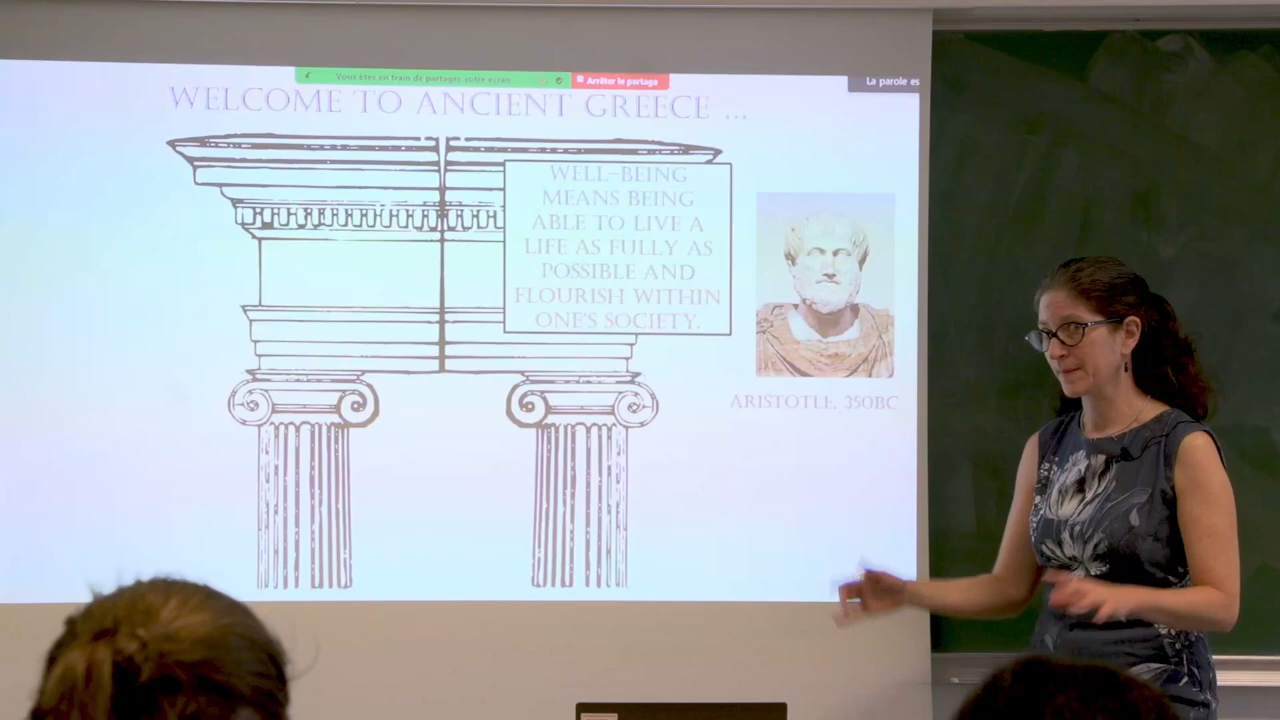 Vous êtes en train de partager votre écran
Arrêter le partage
La parole es
WELCOME TO ANCIENT GREECE ...
WELL-BEING
MEANS BEING
ABLE TO LIVE A
LIFE AS FULLY AS
POSSIBLE AND
FLOURISH WITHIN
ONE'S SOCIETY.
ARISTOTLE, 350BC